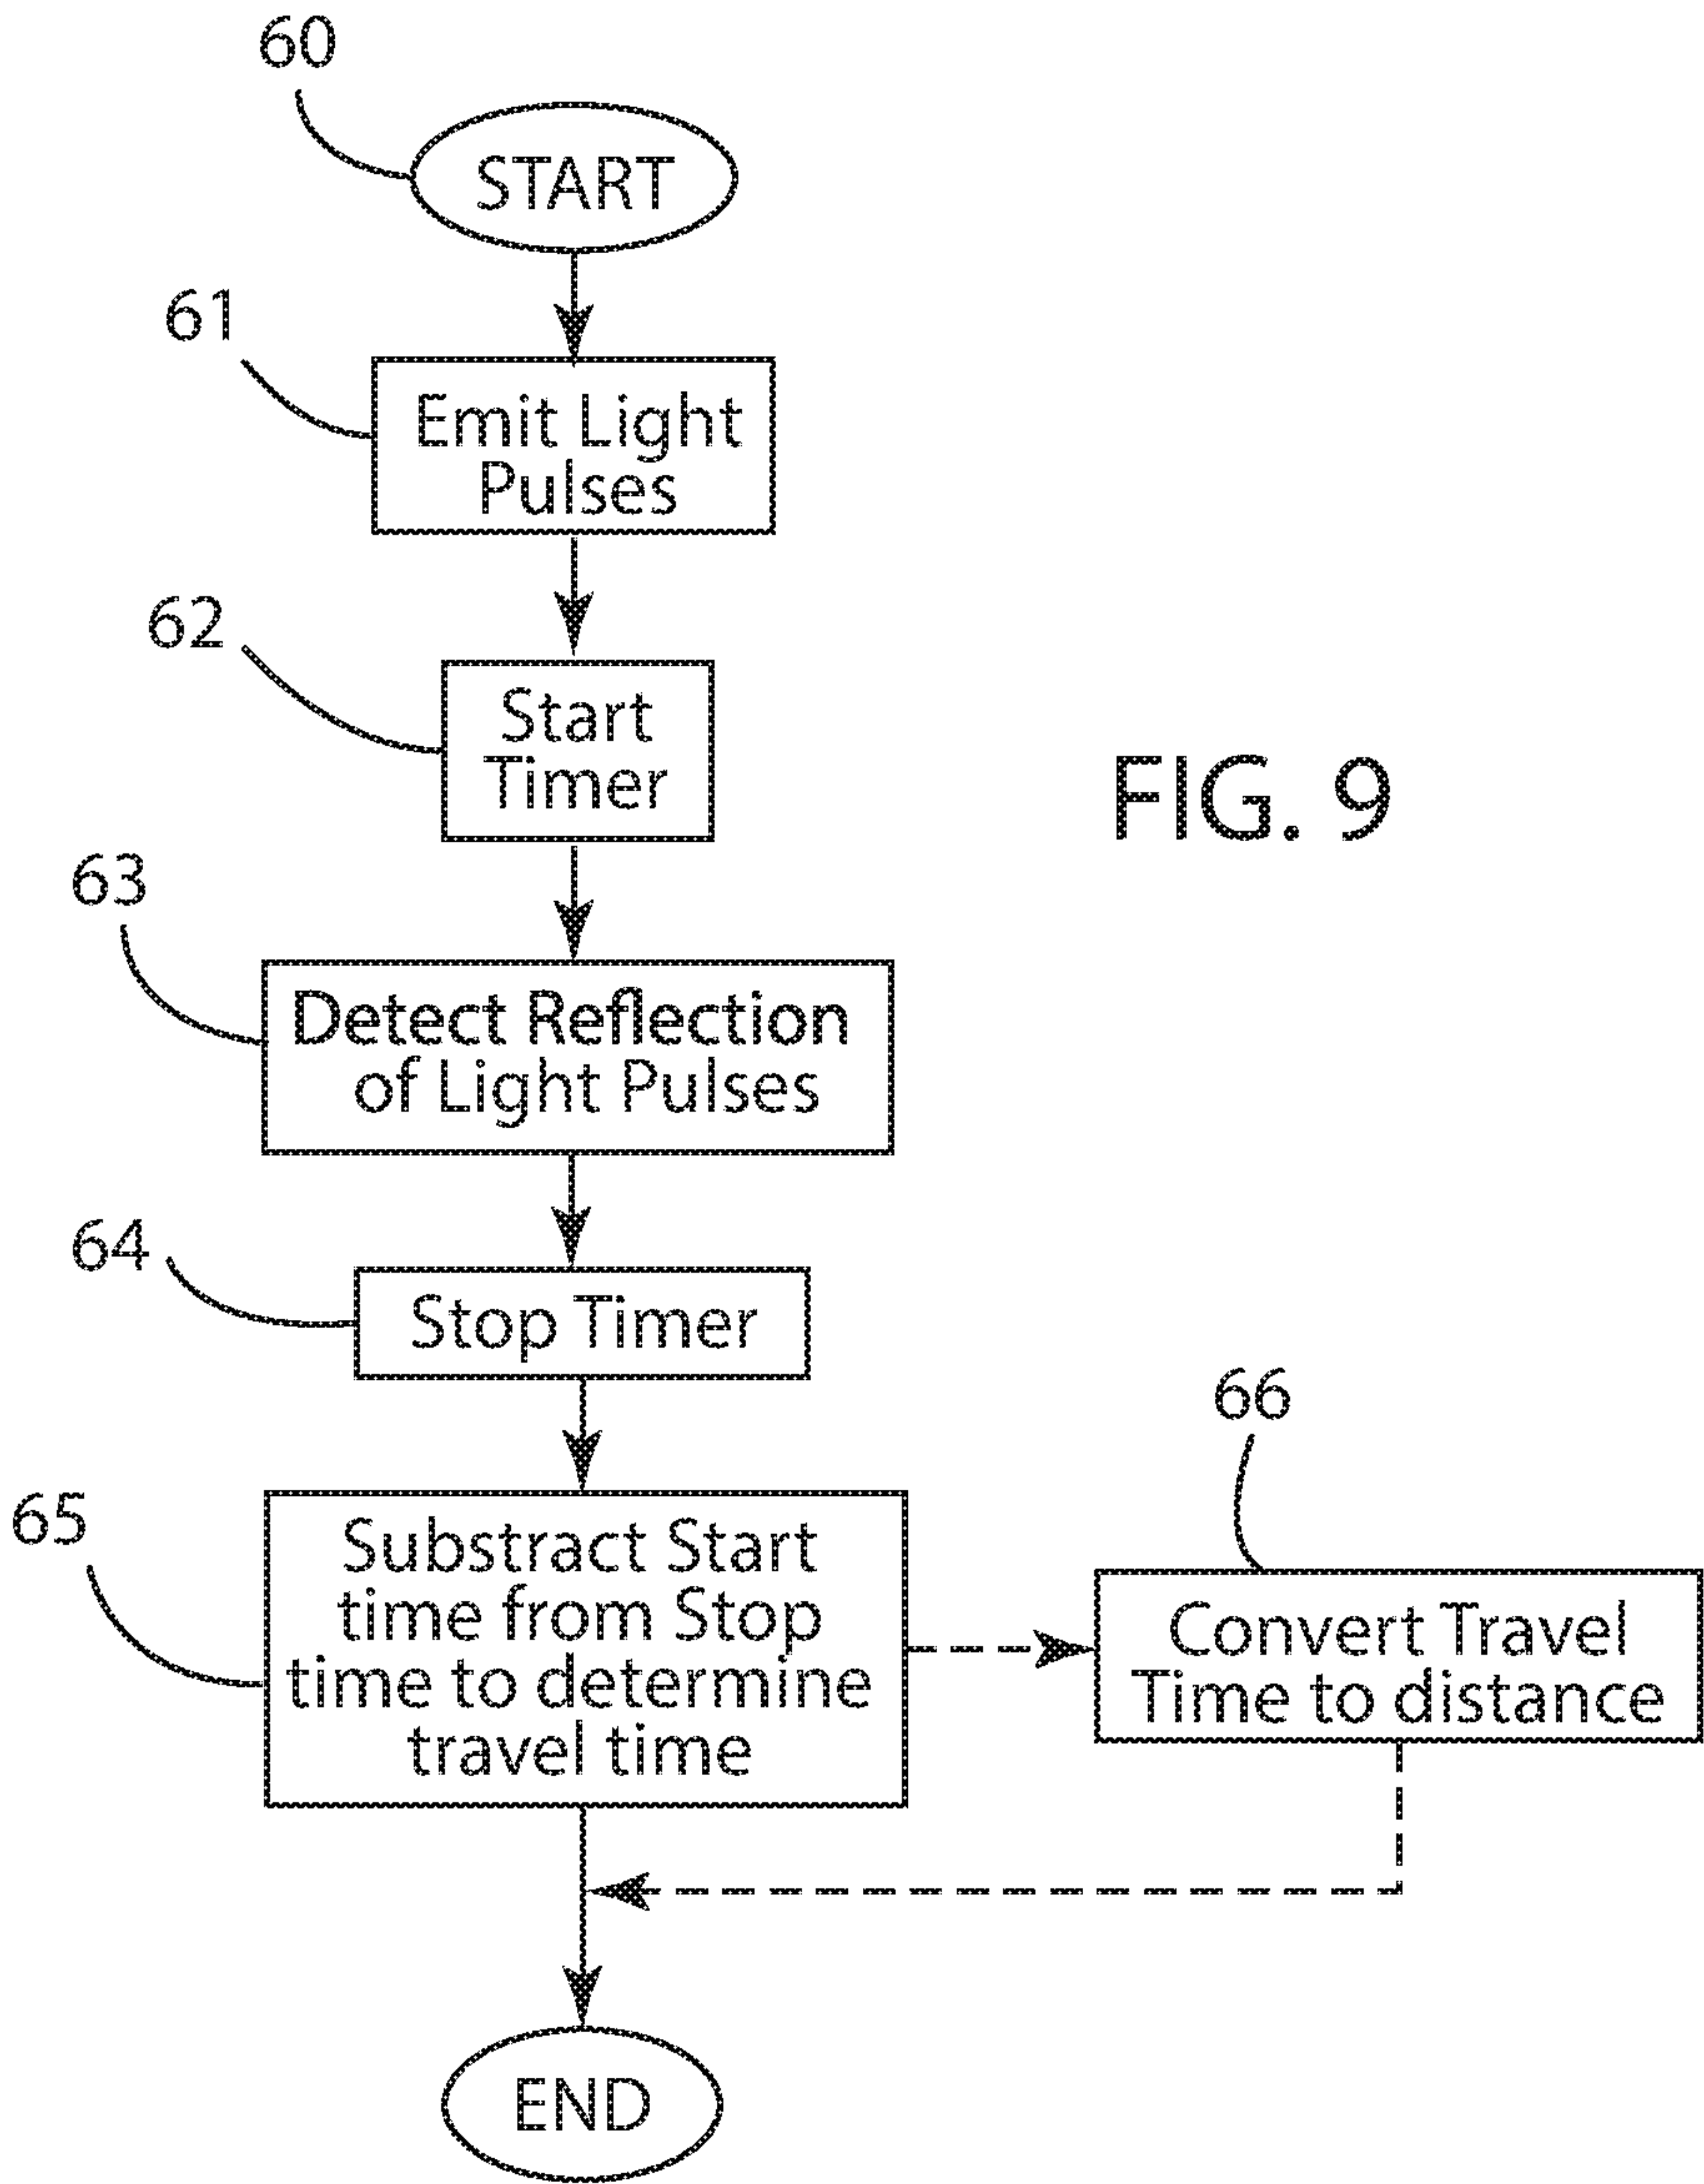 60
START
61
Emit Light
Pulses
62
Start
Timer
FIG. 9
63
Detect Reflection
of Light Pulses
64
Stop Timer
65
Substract Start
time from Stop
time to determine
travel time
66
Convert Travel
Time to distance
END